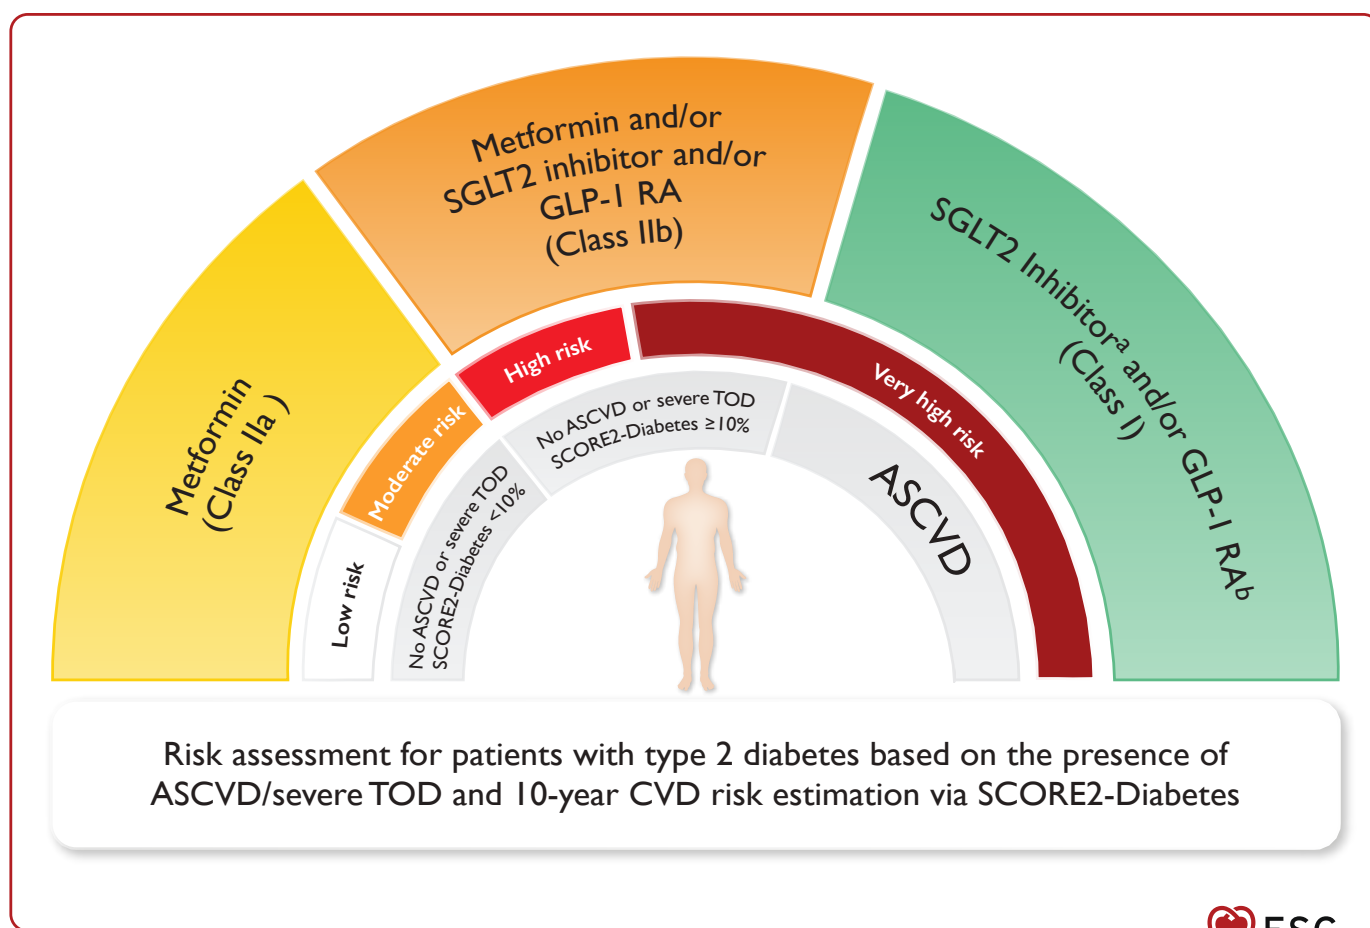 Metformin and/or
SGLT2 inhibitor and/or
GLP-1 RA
(Class IIb)
Metformin
(Class IIa )
SGLT2 Inhibitorᵃ and/or GLP-1 RAᵇ
(Class I)
Low risk
Moderate risk
High risk
Very high risk
No ASCVD or severe TOD
SCORE2-Diabetes <10%
No ASCVD or severe TOD
SCORE2-Diabetes ≥10%
ASCVD
Risk assessment for patients with type 2 diabetes based on the presence of
ASCVD/severe TOD and 10-year CVD risk estimation via SCORE2-Diabetes
ESC